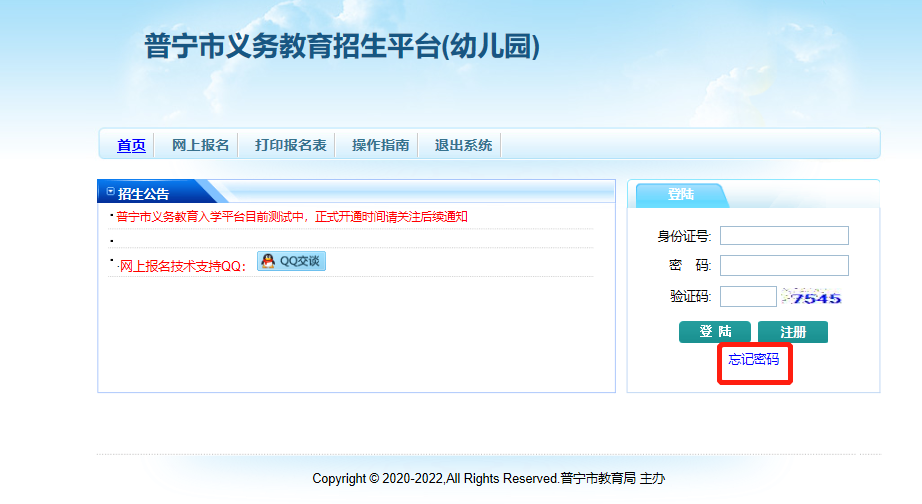 普宁市义务教育招生平台(幼儿园)
首页 网上报名 打印报名表 操作指南 退出系统
招生公告
普宁市义务教育入学平台目前测试中，正式开通时间请关注后续通知
网上报名技术支持QQ： QQ交谈
登陆
身份证号:
密 码:
验证码: 7545
登 陆 注册
忘记密码
Copyright © 2020-2022,All Rights Reserved.普宁市教育局 主办